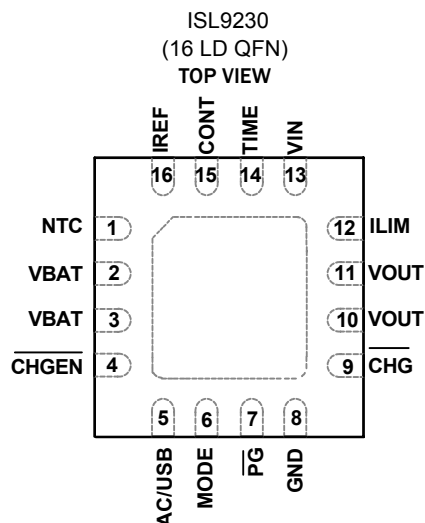 ISL9230
(16 LD QFN)
TOP VIEW
IREF
CONT
TIME
VIN
16 15 14 13
NTC 1
12 ILIM
VBAT 2
11 VOUT
VBAT 3
10 VOUT
CHGEN 4
9 CHG
5 6 7 8
AC/USB
MODE
PG
GND